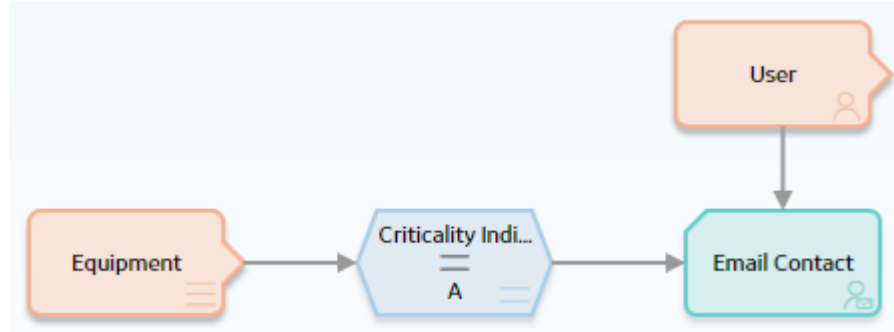 User
Equipment
Criticality Indi...
=
A
Email Contact